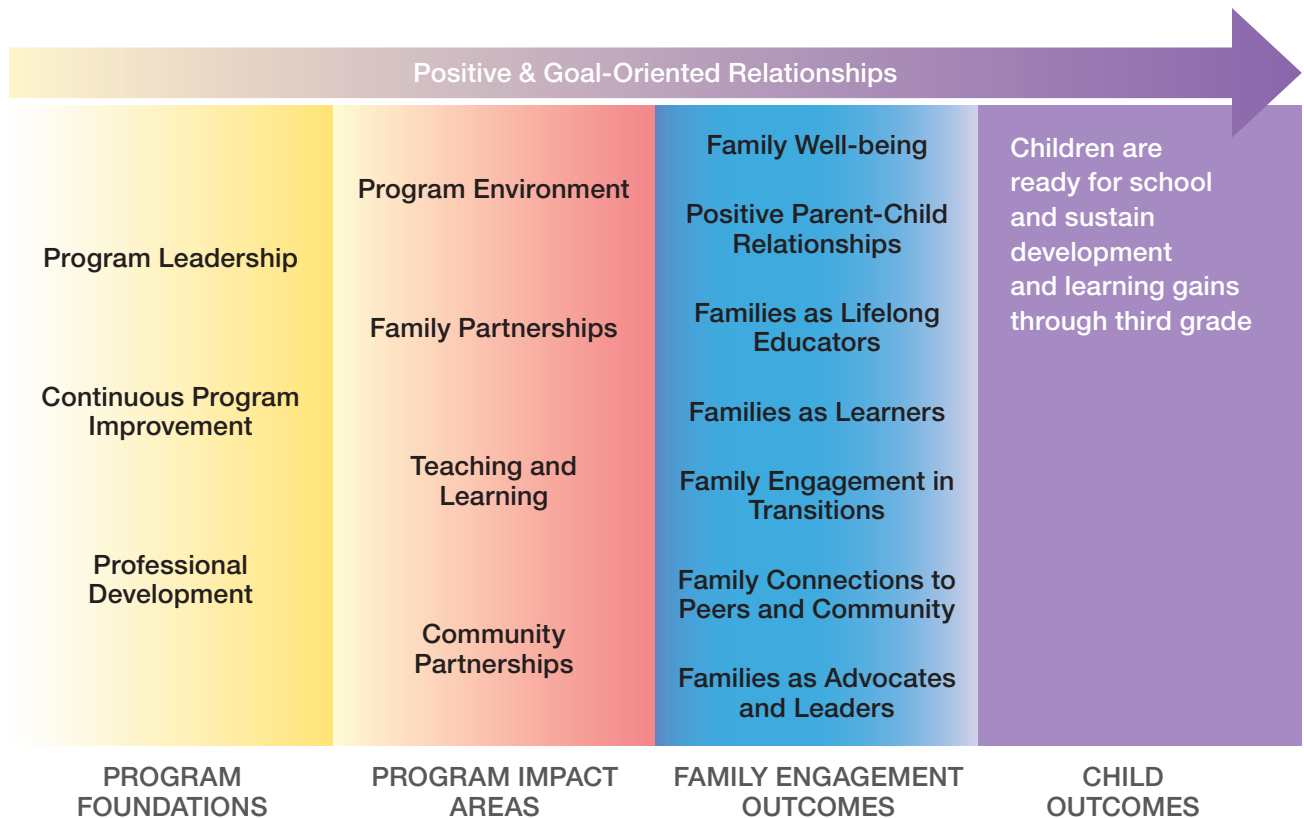 Positive & Goal-Oriented Relationships
Program Leadership
Continuous Program
Improvement
Professional
Development
PROGRAM
FOUNDATIONS
Program Environment
Family Partnerships
Teaching and
Learning
Community
Partnerships
PROGRAM IMPACT
AREAS
Family Well-being
Positive Parent-Child
Relationships
Families as Lifelong
Educators
Families as Learners
Family Engagement in
Transitions
Family Connections to
Peers and Community
Families as Advocates
and Leaders
FAMILY ENGAGEMENT
OUTCOMES
Children are
ready for school
and sustain
development
and learning gains
through third grade
CHILD
OUTCOMES